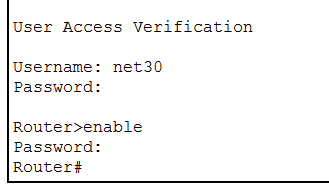 User Access Verification
Username: net30
Password:
Router>enable
Password:
Router#